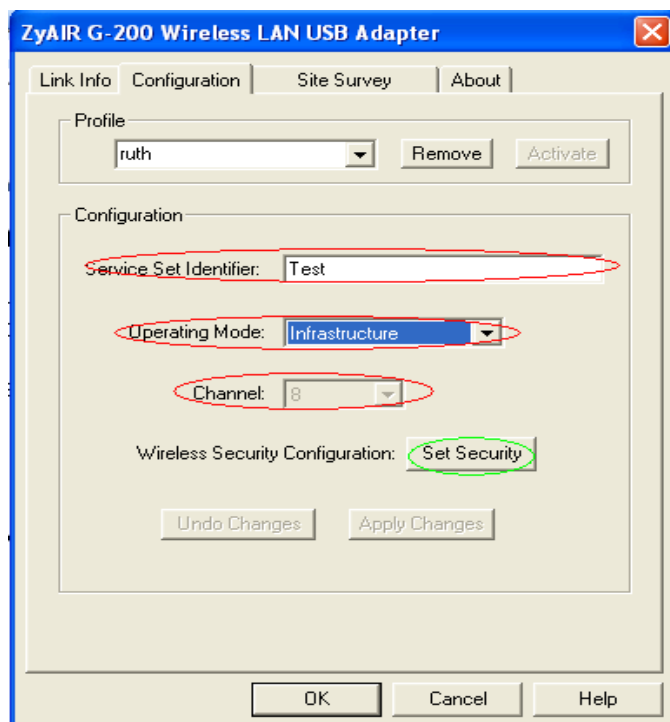 ZyAIR G-200 Wireless LAN USB Adapter
Link Info Configuration Site Survey About
Profile
ruth Remove Activate
Configuration
Service Set Identifier: Test
Operating Mode: Infrastructure
Channel: 8
Wireless Security Configuration: Set Security
Undo Changes Apply Changes
OK Cancel Help